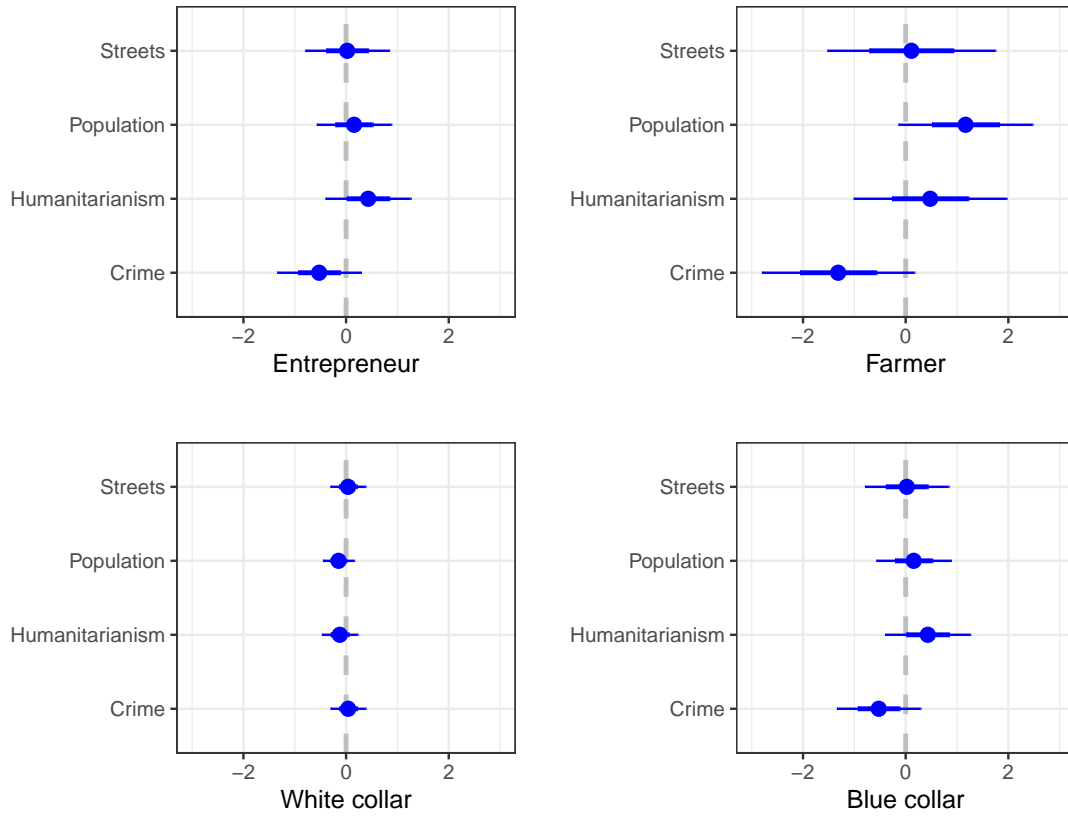 Streets
Population
Humanitarianism
Crime
−2 0 2
Entrepreneur
Streets
Population
Humanitarianism
Crime
−2 0 2
Farmer
Streets
Population
Humanitarianism
Crime
−2 0 2
White collar
Streets
Population
Humanitarianism
Crime
−2 0 2
Blue collar